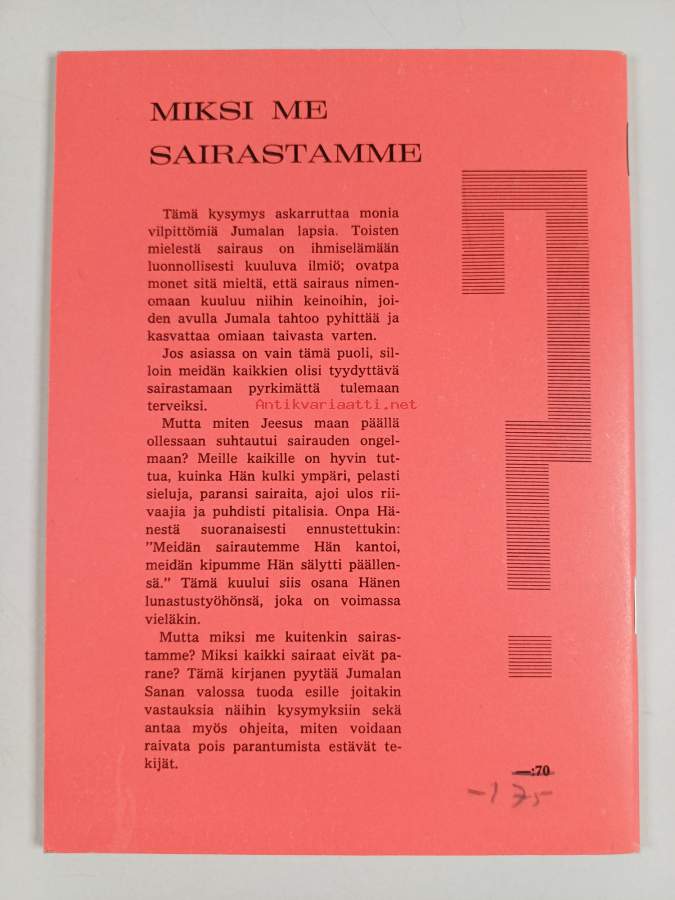 MIKSI ME
SAIRASTAMME
Tämä kysymys askarruttaa monia
vilpittömiä Jumalan lapsia. Toisten
mielestä sairaus on ihmiselämään
luonnollisesti kuuluva ilmiö; ovatpa
monet sitä mieltä, että sairaus nimen-
omaan kuuluu niihin keinoihin, joi-
den avulla Jumala tahtoo pyhittää ja
kasvattaa omiaan taivasta varten.
Jos asiassa on vain tämä puoli, sil-
loin meidän kaikkien olisi tyydyttävä
sairastamaan pyrkimättä tulemaan
terveiksi.
Antikvariaatti.net
Mutta miten Jeesus maan päällä
ollessaan suhtautui sairauden ongel-
maan? Meille kaikille on hyvin tut-
tua, kuinka Hän kulki ympäri, pelasti
sieluja, paransi sairaita, ajoi ulos rii-
vaajia ja puhdisti pitalisia. Onpa Hä-
nestä suoranaisesti ennustettukin:
”Meidän sairautemme Hän kantoi,
meidän kipumme Hän sälytti päällen-
sä.” Tämä kuului siis osana Hänen
lunastustyöhönsä, joka on voimassa
vieläkin.
Mutta miksi me kuitenkin sairas-
tamme? Miksi kaikki sairaat eivät pa-
rane? Tämä kirjanen pyytää Jumalan
Sanan valossa tuoda esille joitakin
vastauksia näihin kysymyksiin sekä
antaa myös ohjeita, miten voidaan
raivata pois parantumista estävät te-
kijät.
?
—:70